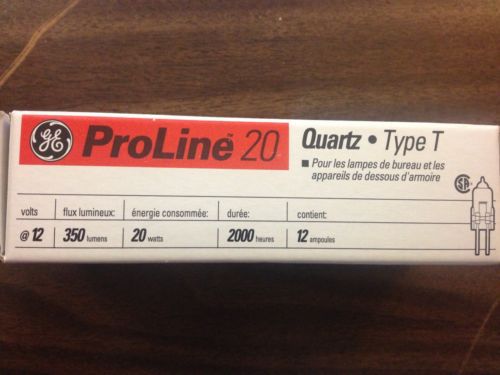 GE ProLine™ 20
Quartz • Type T
■ Pour les lampes de bureau et les
appareils de dessous d'armoire
SA
volts flux lumineux: énergie consommée: durée: contient:
@ 12 350 lumens 20 watts 2000 heures 12 ampoules